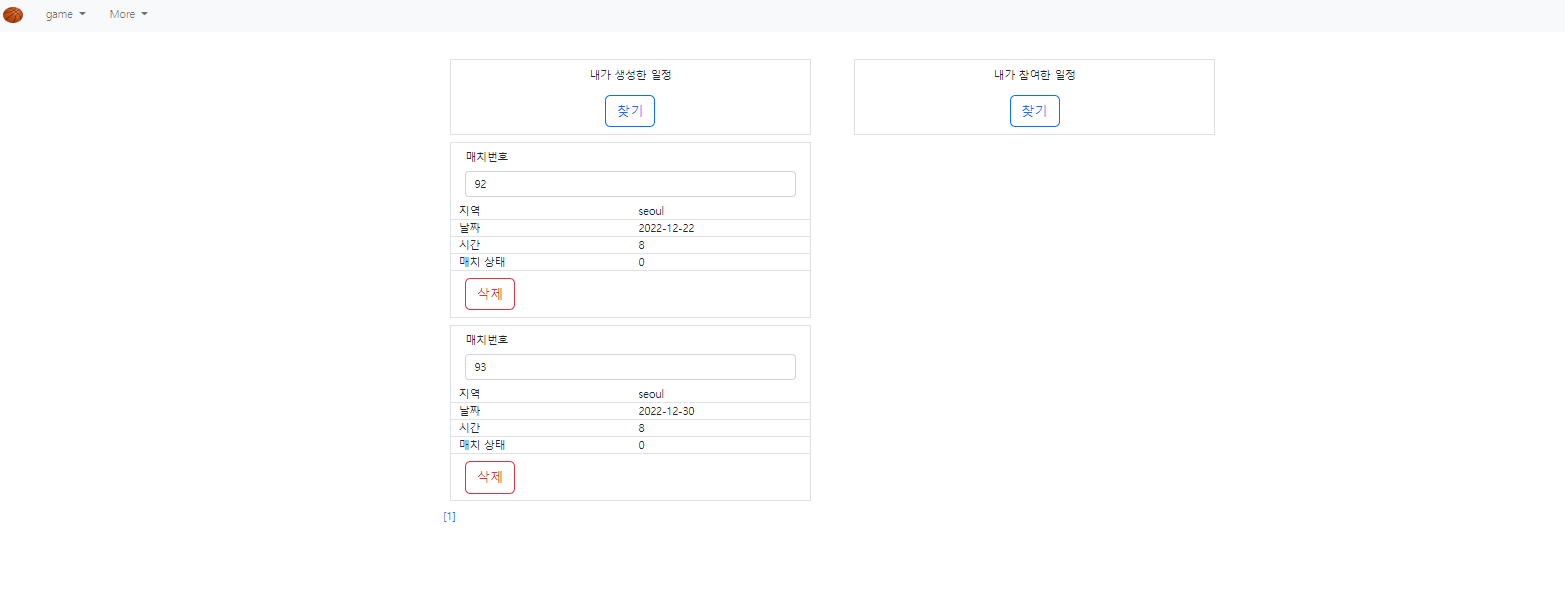 game More
내가 생성한 일정
찾기
내가 참여한 일정
찾기
매치번호
92
지역 seoul
날짜 2022-12-22
시간 8
매치 상태 0
삭제
매치번호
93
지역 seoul
날짜 2022-12-30
시간 8
매치 상태 0
삭제
[1]